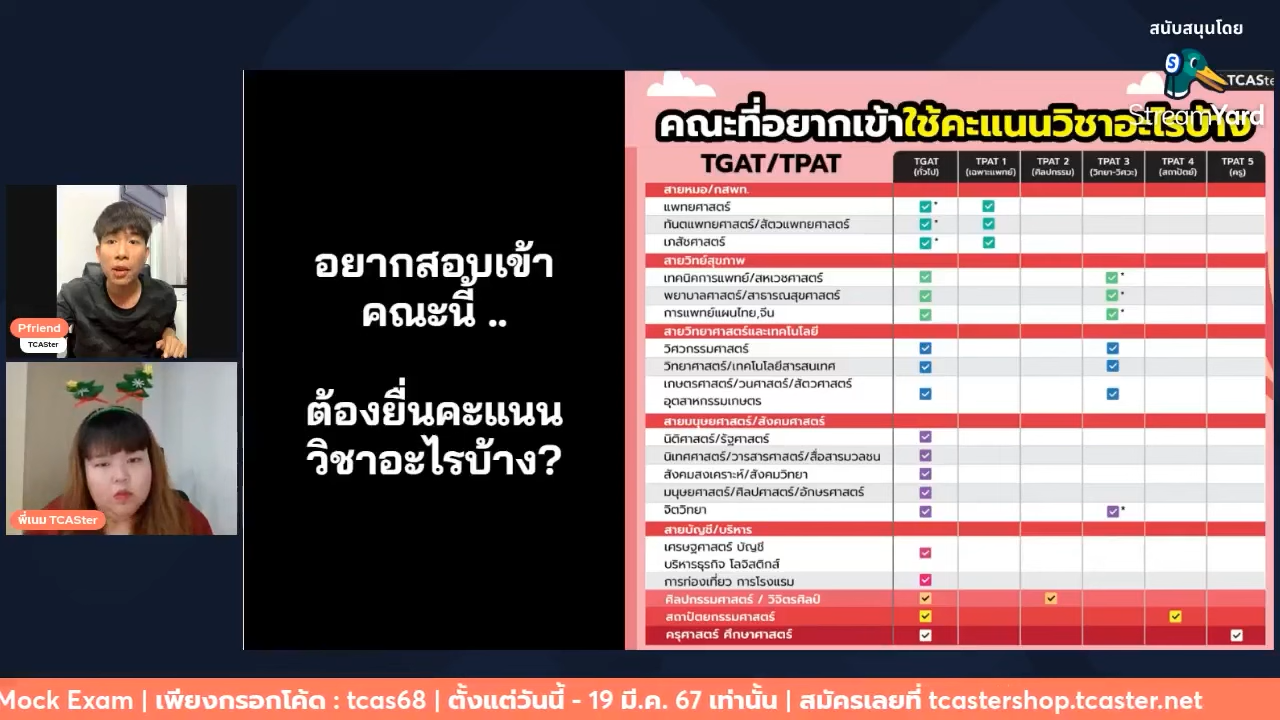 สนับสนุนโดย
S
TCASte
StreamYard
คณะที่อยากเข้าใช้คะแนนวิชาอะไรบ้าง
TGAT/TPAT
TGAT (ทั่วไป)
TPAT 1 (เฉพาะแพทย์)
TPAT 2 (ศิลปกรรม)
TPAT 3 (วิทยา-วิศวะ)
TPAT 4 (สถาปัตย์)
TPAT 5 (ครู)
สายหมอ/กสพท.
แพทยศาสตร์ *
ทันตแพทยศาสตร์/สัตวแพทยศาสตร์ *
เภสัชศาสตร์ *
สายวิทย์สุขภาพ
เทคนิคการแพทย์/สหเวชศาสตร์ *
พยาบาลศาสตร์/สาธารณสุขศาสตร์ *
การแพทย์แผนไทย,จีน *
สายวิทยาศาสตร์และเทคโนโลยี
วิศวกรรมศาสตร์
วิทยาศาสตร์/เทคโนโลยีสารสนเทศ
เกษตรศาสตร์/วนศาสตร์/สัตวศาสตร์
อุตสาหกรรมเกษตร
สายมนุษยศาสตร์/สังคมศาสตร์
นิติศาสตร์/รัฐศาสตร์
นิเทศศาสตร์/วารสารศาสตร์/สื่อสารมวลชน
สังคมสงเคราะห์/สังคมวิทยา
มนุษยศาสตร์/ศิลปศาสตร์/อักษรศาสตร์
จิตวิทยา *
สายบัญชี/บริหาร
เศรษฐศาสตร์ บัญชี
บริหารธุรกิจ โลจิสติกส์
การท่องเที่ยว การโรงแรม
ศิลปกรรมศาสตร์ / วิจิตรศิลป์
สถาปัตยกรรมศาสตร์
ครุศาสตร์ ศึกษาศาสตร์
อยากสอบเข้า
คณะนี้ ..
ต้องยื่นคะแนน
วิชาอะไรบ้าง?
Pfriend
TCASter
พี่เนม TCASter
Mock Exam | เพียงกรอกโค้ด : tcas68 | ตั้งแต่วันนี้ - 19 มี.ค. 67 เท่านั้น | สมัครเลยที่ tcastershop.tcaster.net